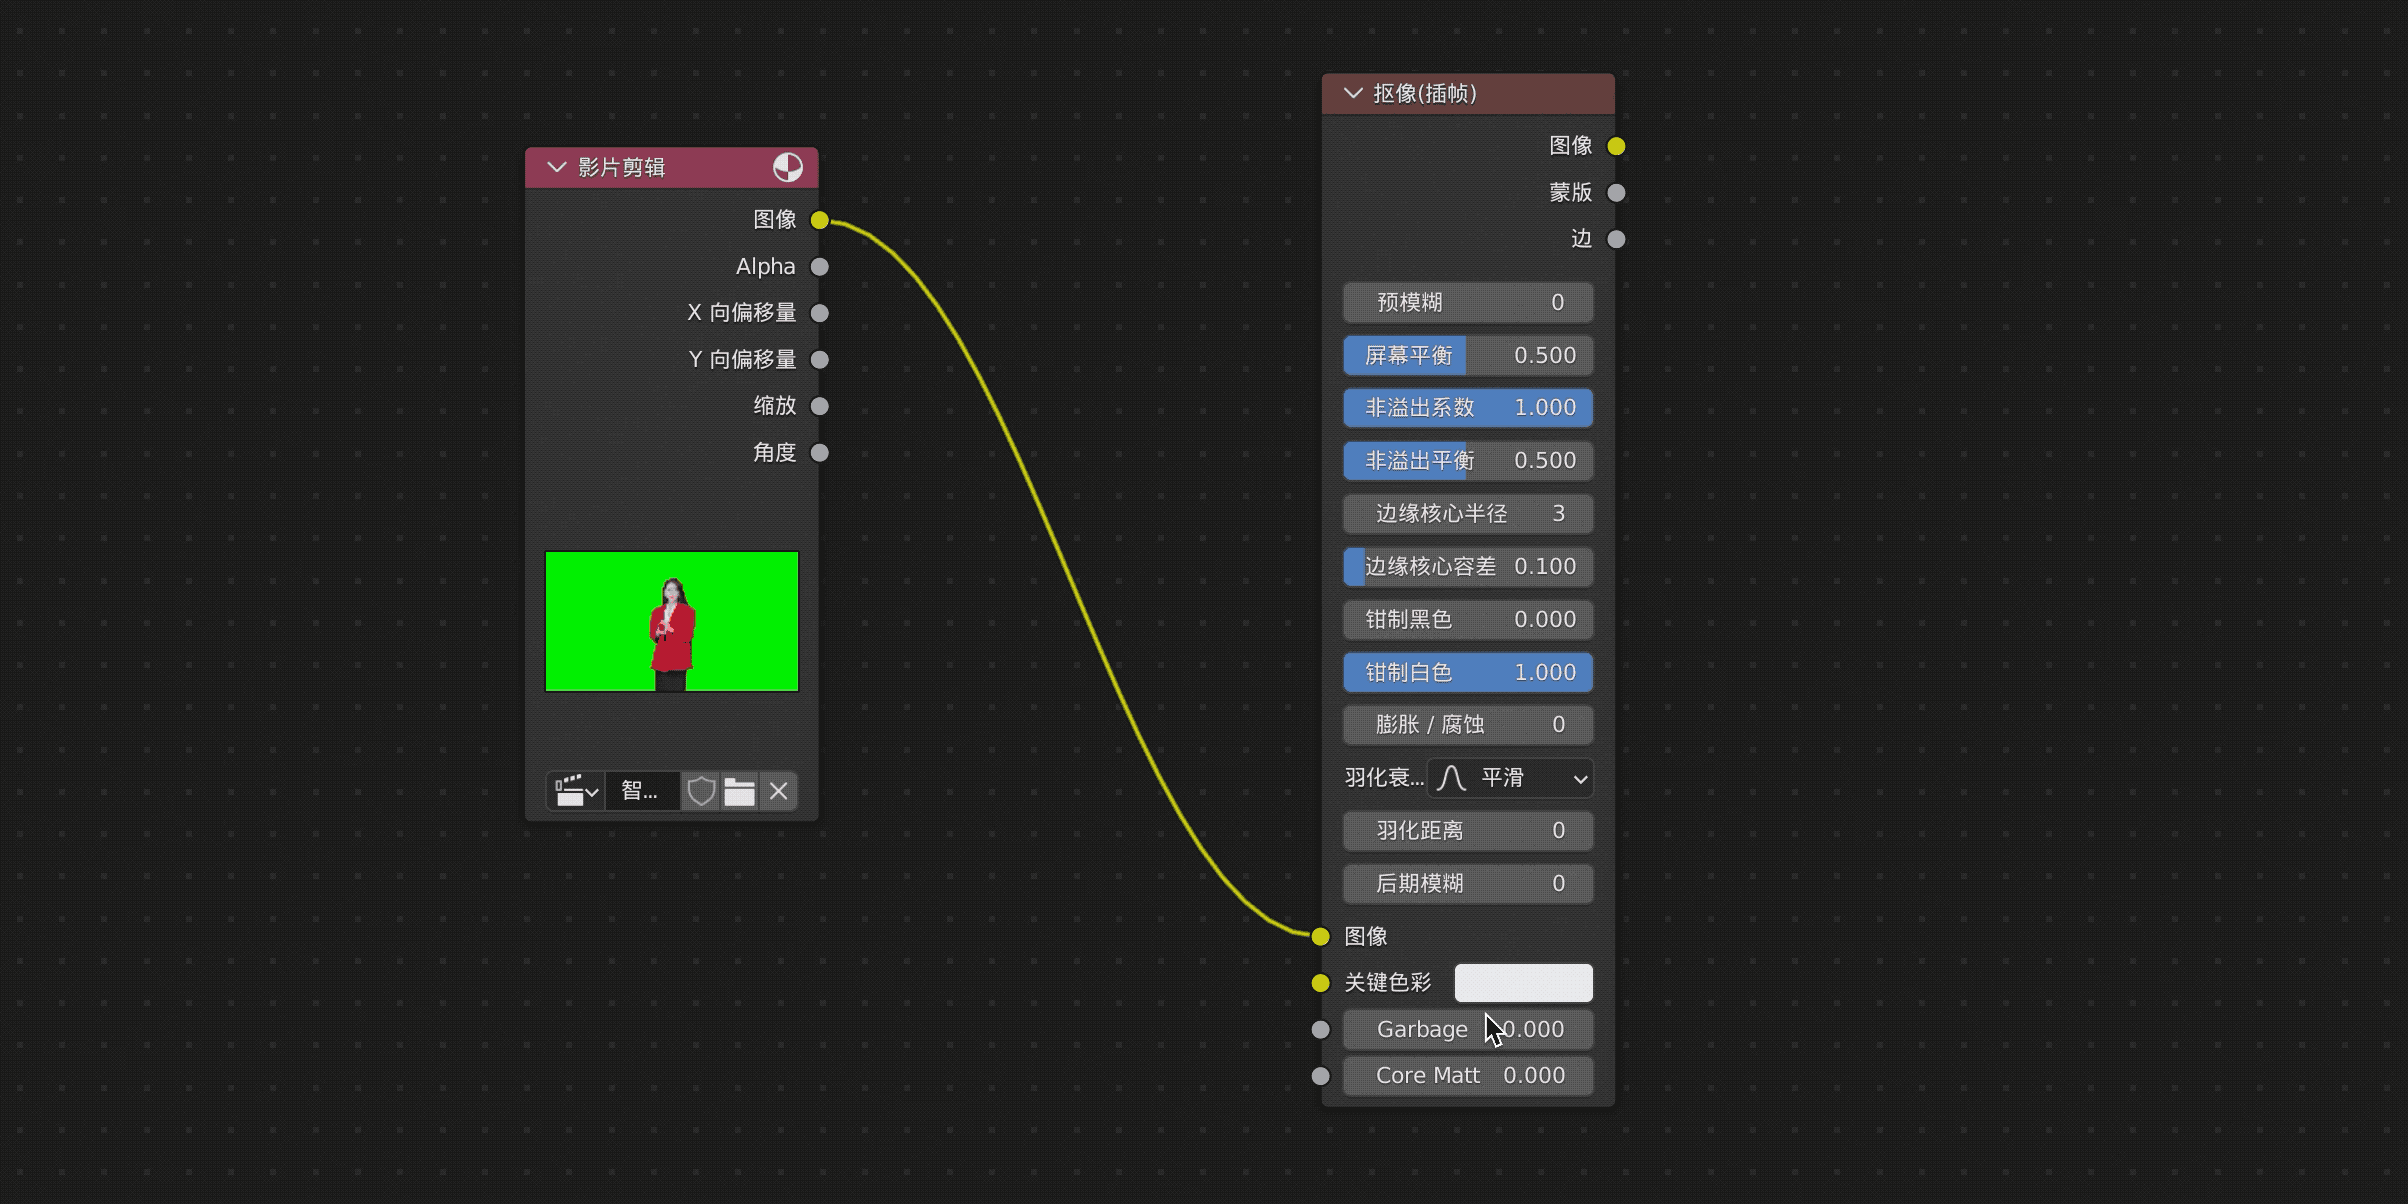 影片剪辑
图像
Alpha
X 向偏移量
Y 向偏移量
缩放
角度
智...
抠像(插帧)
图像
蒙版
边
预模糊 0
屏幕平衡 0.500
非溢出系数 1.000
非溢出平衡 0.500
边缘核心半径 3
边缘核心容差 0.100
钳制黑色 0.000
钳制白色 1.000
膨胀 / 腐蚀 0
羽化衰... 平滑
羽化距离 0
后期模糊 0
图像
关键色彩
Garbage 0.000
Core Matt 0.000